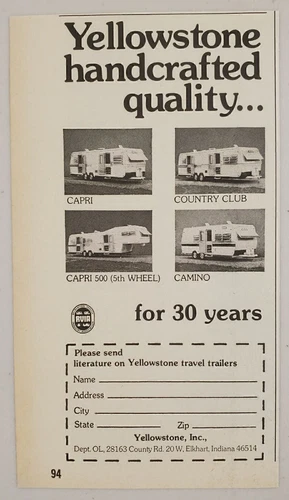 Yellowstone
handcrafted
quality...
CAPRI
COUNTRY CLUB
CAPRI 500 (5th WHEEL)
CAMINO
RVIA
for 30 years
Please send
literature on Yellowstone travel trailers
Name
Address
City
State Zip
Yellowstone, Inc.,
Dept. OL, 28163 County Rd. 20 W, Elkhart, Indiana 46514
94